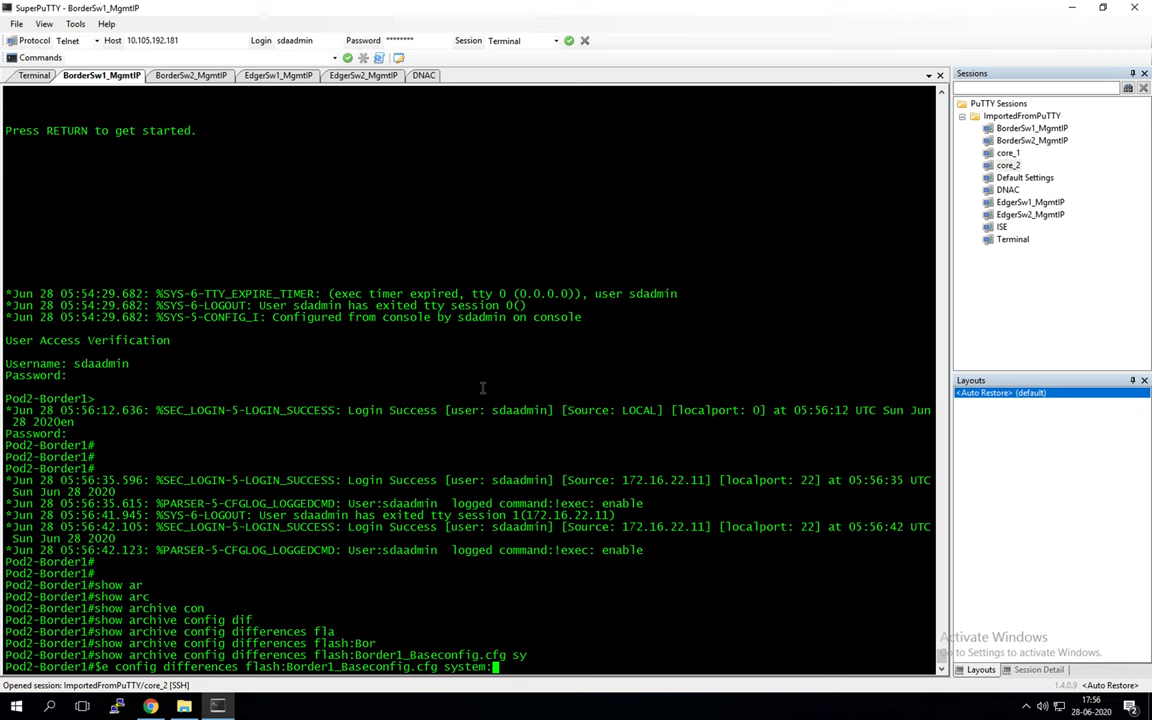 SuperPuTTY - BorderSw1_MgmtIP
File View Tools Help
Protocol Telnet Host 10.105.192.181 Login sdaadmin Password ******** Session Terminal
Commands
Terminal BorderSw1_MgmtIP BorderSw2_MgmtIP EdgerSw1_MgmtIP EdgerSw2_MgmtIP DNAC
Press RETURN to get started.
*Jun 28 05:54:29.682: %SYS-6-TTY_EXPIRE_TIMER: (exec timer expired, tty 0 (0.0.0.0)), user sdadmin
*Jun 28 05:54:29.682: %SYS-6-LOGOUT: User sdadmin has exited tty session 0()
*Jun 28 05:54:29.682: %SYS-5-CONFIG_I: Configured from console by sdadmin on console
User Access Verification
Username: sdaadmin
Password:
Pod2-Border1>
*Jun 28 05:56:12.636: %SEC_LOGIN-5-LOGIN_SUCCESS: Login Success [user: sdaadmin] [Source: LOCAL] [localport: 0] at 05:56:12 UTC Sun Jun
28 2020en
Password:
Pod2-Border1#
Pod2-Border1#
Pod2-Border1#
*Jun 28 05:56:35.596: %SEC_LOGIN-5-LOGIN_SUCCESS: Login Success [user: sdaadmin] [Source: 172.16.22.11] [localport: 22] at 05:56:35 UTC
Sun Jun 28 2020
*Jun 28 05:56:35.615: %PARSER-5-CFGLOG_LOGGEDCMD: User:sdaadmin logged command:!exec: enable
*Jun 28 05:56:41.945: %SYS-6-LOGOUT: User sdaadmin has exited tty session 1(172.16.22.11)
*Jun 28 05:56:42.105: %SEC_LOGIN-5-LOGIN_SUCCESS: Login Success [user: sdaadmin] [Source: 172.16.22.11] [localport: 22] at 05:56:42 UTC
Sun Jun 28 2020
*Jun 28 05:56:42.123: %PARSER-5-CFGLOG_LOGGEDCMD: User:sdaadmin logged command:!exec: enable
Pod2-Border1#
Pod2-Border1#
Pod2-Border1#show ar
Pod2-Border1#show arc
Pod2-Border1#show archive con
Pod2-Border1#show archive config dif
Pod2-Border1#show archive config differences fla
Pod2-Border1#show archive config differences flash:Bor
Pod2-Border1#show archive config differences flash:Border1_Baseconfig.cfg sy
Pod2-Border1#$e config differences flash:Border1_Baseconfig.cfg system:
Sessions
PuTTY Sessions
ImportedFromPuTTY
BorderSw1_MgmtIP
BorderSw2_MgmtIP
core_1
core_2
Default Settings
DNAC
EdgerSw1_MgmtIP
EdgerSw2_MgmtIP
ISE
Terminal
Layouts
<Auto Restore> (default)
Activate Windows
Go to Settings to activate Windows.
Layouts Session Detail
Opened session: ImportedFromPuTTY/core_2 [SSH] 1.4.0.9 <Auto Restore>
17:56
28-06-2020
2